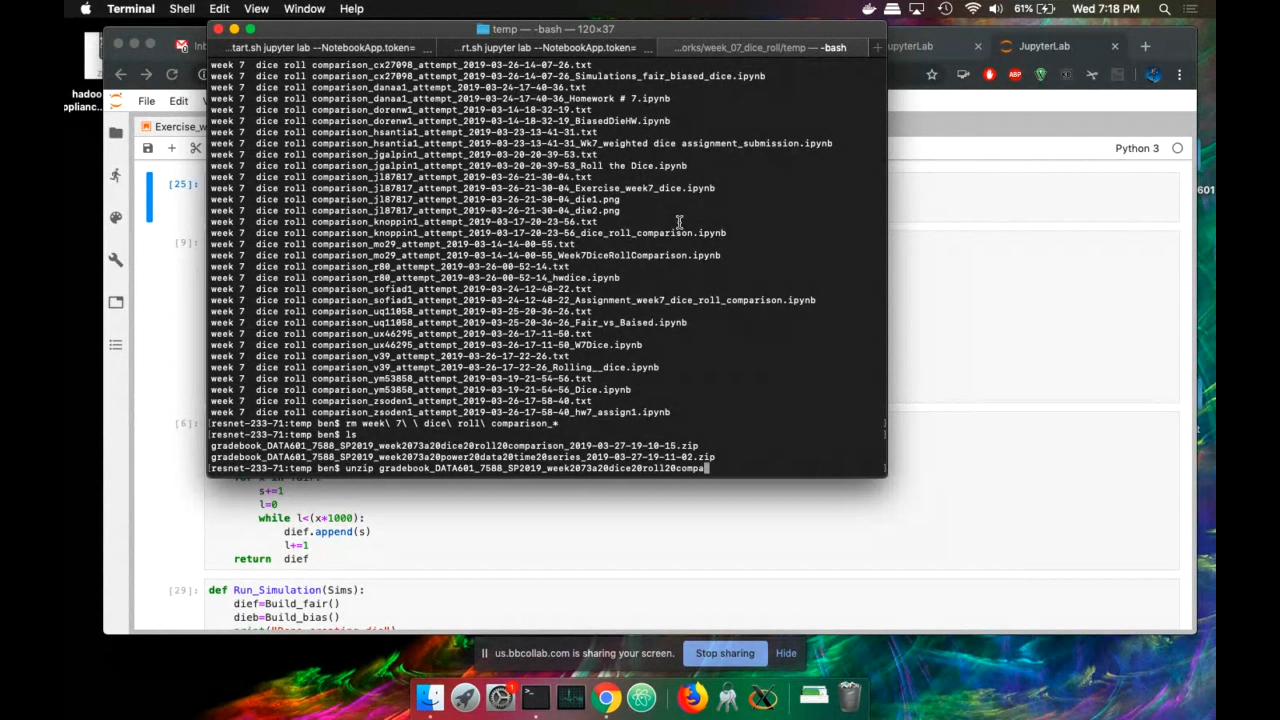 Terminal Shell Edit View Window Help 61% Wed 7:18 PM
temp — -bash — 120×37
...tart.sh jupyter lab --NotebookApp.token= ... ...rt.sh jupyter lab --NotebookApp.token= ... ...orks/week_07_dice_roll/temp — -bash
JupyterLab
hadoo
applianc...
File Edit
Exercise_w
Python 3
601
week 7  dice roll comparison_cx27098_attempt_2019-03-26-14-07-26.txt
week 7  dice roll comparison_cx27098_attempt_2019-03-26-14-07-26_Simulations_fair_biased_dice.ipynb
week 7  dice roll comparison_danaa1_attempt_2019-03-24-17-40-36.txt
week 7  dice roll comparison_danaa1_attempt_2019-03-24-17-40-36_Homework # 7.ipynb
week 7  dice roll comparison_dorenw1_attempt_2019-03-14-18-32-19.txt
week 7  dice roll comparison_dorenw1_attempt_2019-03-14-18-32-19_BiasedDieHW.ipynb
week 7  dice roll comparison_hsantia1_attempt_2019-03-23-13-41-31.txt
week 7  dice roll comparison_hsantia1_attempt_2019-03-23-13-41-31_Wk7_weighted dice assignment_submission.ipynb
week 7  dice roll comparison_jgalpin1_attempt_2019-03-20-20-39-53.txt
week 7  dice roll comparison_jgalpin1_attempt_2019-03-20-20-39-53_Roll the Dice.ipynb
week 7  dice roll comparison_jl87817_attempt_2019-03-26-21-30-04.txt
week 7  dice roll comparison_jl87817_attempt_2019-03-26-21-30-04_Exercise_week7_dice.ipynb
week 7  dice roll comparison_jl87817_attempt_2019-03-26-21-30-04_die1.png
week 7  dice roll comparison_jl87817_attempt_2019-03-26-21-30-04_die2.png
week 7  dice roll comparison_knoppin1_attempt_2019-03-17-20-23-56.txt
week 7  dice roll comparison_knoppin1_attempt_2019-03-17-20-23-56_dice_roll_comparison.ipynb
week 7  dice roll comparison_mo29_attempt_2019-03-14-14-00-55.txt
week 7  dice roll comparison_mo29_attempt_2019-03-14-14-00-55_Week7DiceRollComparison.ipynb
week 7  dice roll comparison_r80_attempt_2019-03-26-00-52-14.txt
week 7  dice roll comparison_r80_attempt_2019-03-26-00-52-14_hwdice.ipynb
week 7  dice roll comparison_sofiad1_attempt_2019-03-24-12-48-22.txt
week 7  dice roll comparison_sofiad1_attempt_2019-03-24-12-48-22_Assignment_week7_dice_roll_comparison.ipynb
week 7  dice roll comparison_uq11058_attempt_2019-03-25-20-36-26.txt
week 7  dice roll comparison_uq11058_attempt_2019-03-25-20-36-26_Fair_vs_Baised.ipynb
week 7  dice roll comparison_ux46295_attempt_2019-03-26-17-11-50.txt
week 7  dice roll comparison_ux46295_attempt_2019-03-26-17-11-50_W7Dice.ipynb
week 7  dice roll comparison_v39_attempt_2019-03-26-17-22-26.txt
week 7  dice roll comparison_v39_attempt_2019-03-26-17-22-26_Rolling__dice.ipynb
week 7  dice roll comparison_ym53858_attempt_2019-03-19-21-54-56.txt
week 7  dice roll comparison_ym53858_attempt_2019-03-19-21-54-56_Dice.ipynb
week 7  dice roll comparison_zsoden1_attempt_2019-03-26-17-58-40.txt
week 7  dice roll comparison_zsoden1_attempt_2019-03-26-17-58-40_hw7_assign1.ipynb
[resnet-233-71:temp ben$ rm week\ 7\ \ dice\ roll\ comparison_* ]
[resnet-233-71:temp ben$ ls ]
gradebook_DATA601_7588_SP2019_week2073a20dice20roll20comparison_2019-03-27-19-10-15.zip
gradebook_DATA601_7588_SP2019_week2073a20power20data20time20series_2019-03-27-19-11-02.zip
[resnet-233-71:temp ben$ unzip gradebook_DATA601_7588_SP2019_week2073a20dice20roll20compa ]
[25]:
[9]:
[6]:
s+=1
l=0
while l<(x*1000):
dief.append(s)
l+=1
return dief
[29]:
def Run_Simulation(Sims):
dief=Build_fair()
dieb=Build_bias()
us.bbcollab.com is sharing your screen. Stop sharing Hide